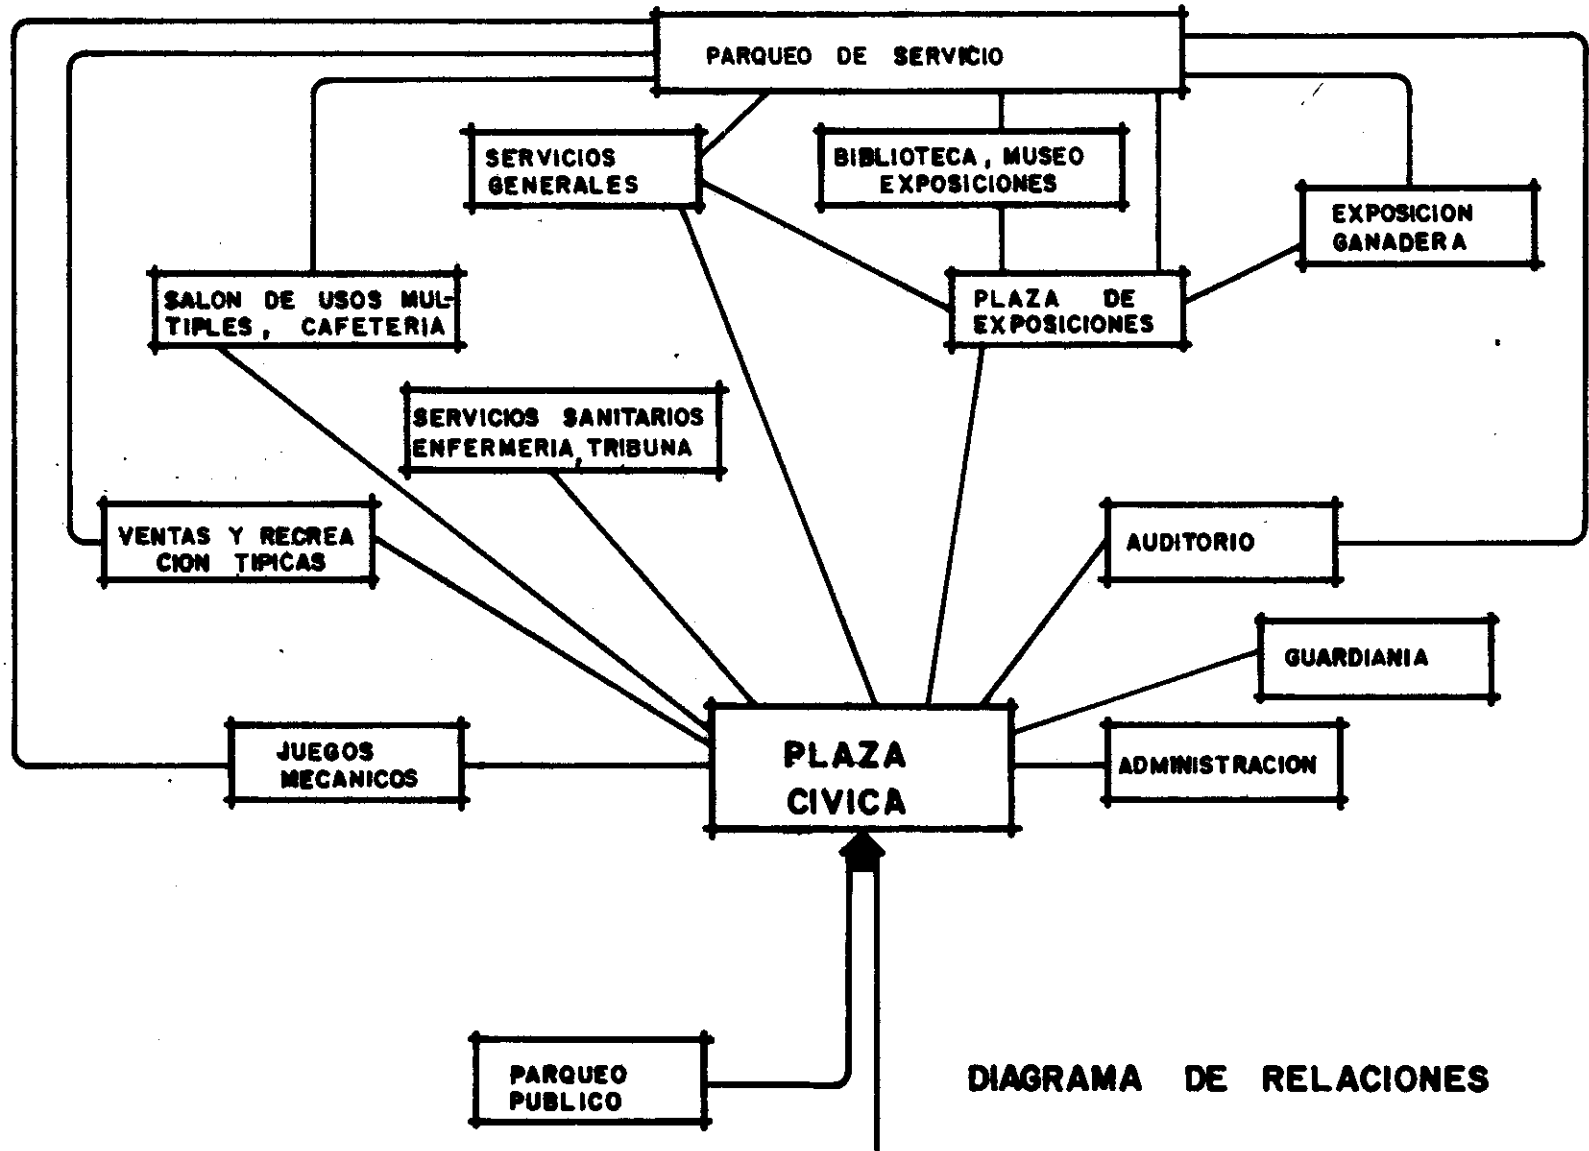 PARQUEO DE SERVICIO
SERVICIOS
GENERALES
BIBLIOTECA, MUSEO
EXPOSICIONES
EXPOSICION
GANADERA
SALON DE USOS MUL-
TIPLES, CAFETERIA
PLAZA DE
EXPOSICIONES
SERVICIOS SANITARIOS
ENFERMERIA, TRIBUNA
VENTAS Y RECREA
CION TIPICAS
AUDITORIO
GUARDIANIA
JUEGOS
MECANICOS
PLAZA
CIVICA
ADMINISTRACION
PARQUEO
PUBLICO
DIAGRAMA DE RELACIONES